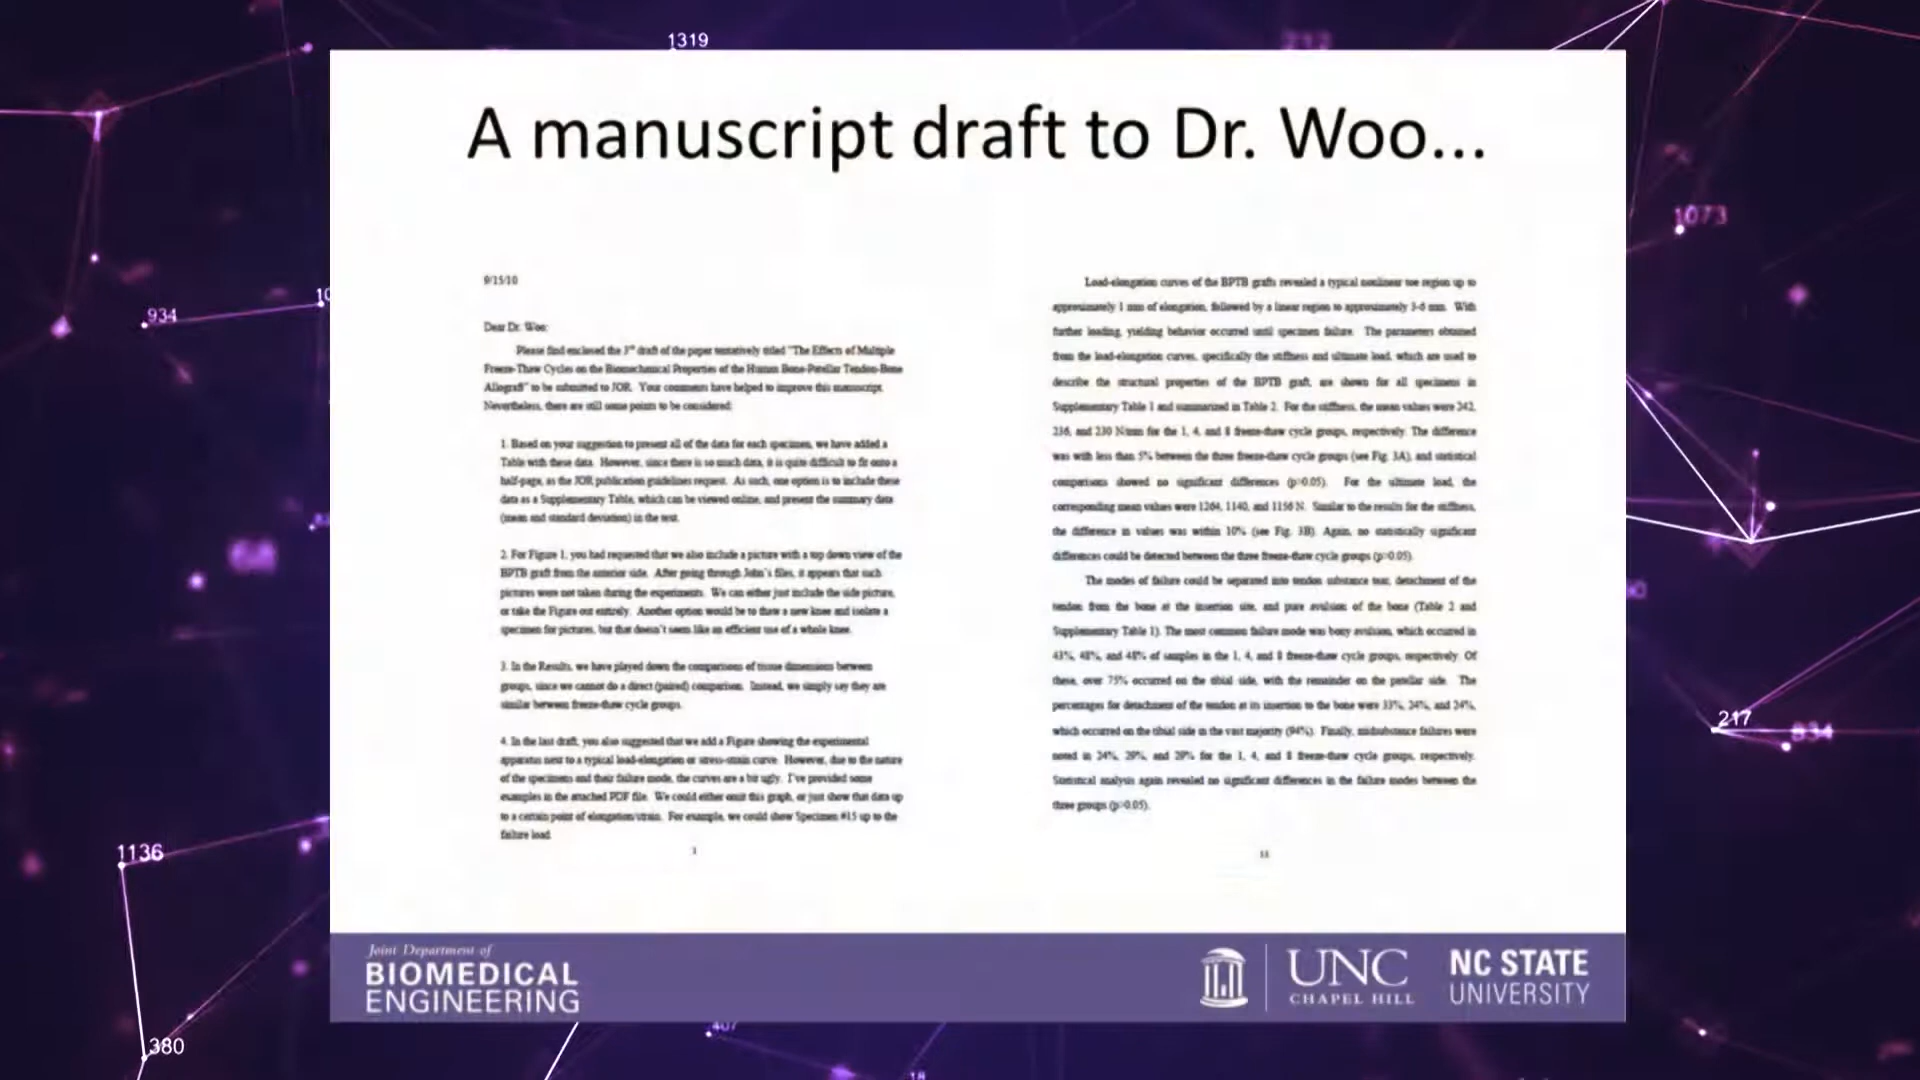 1319
A manuscript draft to Dr. Woo...
1073
934
10
217
834
1136
380
407
18
9/15/10
Dear Dr. Woo:
Please find enclosed the 3rd draft of the paper tentatively titled "The Effects of Multiple
Freeze-Thaw Cycles on the Biomechanical Properties of the Human Bone-Patellar Tendon-Bone
Allograft" to be submitted to JOR. Your comments have helped to improve this manuscript.
Nevertheless, there are still some points to be considered:
1. Based on your suggestion to present all of the data for each specimen, we have added a
Table with these data. However, since there is so much data, it is quite difficult to fit onto a
half-page, as the JOR publication guidelines request. As such, one option is to include these
data as a Supplementary Table, which can be viewed online, and present the summary data
(mean and standard deviation) in the text.
2. For Figure 1, you had requested that we also include a picture with a top down view of the
BPTB graft from the anterior side. After going through John's files, it appears that such
pictures were not taken during the experiments. We can either just include the side picture,
or take the Figure out entirely. Another option would be to thaw a new knee and isolate a
specimen for pictures, but that doesn't seem like an efficient use of a whole knee.
3. In the Results, we have played down the comparisons of tissue dimensions between
groups, since we cannot do a direct (paired) comparison. Instead, we simply say they are
similar between freeze-thaw cycle groups.
4. In the last draft, you also suggested that we add a Figure showing the experimental
apparatus next to a typical load-elongation or stress-strain curve. However, due to the nature
of the specimens and their failure mode, the curves are a bit ugly. I've provided some
examples in the attached PDF file. We could either omit this graph, or just show that data up
to a certain point of elongation/strain. For example, we could show Specimen #15 up to the
failure load.
Load-elongation curves of the BPTB grafts revealed a typical nonlinear toe region up to
approximately 1 mm of elongation, followed by a linear region to approximately 3-6 mm. With
further loading, yielding behavior occurred until specimen failure. The parameters obtained
from the load-elongation curves, specifically the stiffness and ultimate load, which are used to
describe the structural properties of the BPTB graft, are shown for all specimens in
Supplementary Table 1 and summarized in Table 2. For the stiffness, the mean values were 242,
236, and 230 N/mm for the 1, 4, and 8 freeze-thaw cycle groups, respectively. The difference
was with less than 5% between the three freeze-thaw cycle groups (see Fig. 3A), and statistical
comparisons showed no significant differences (p>0.05). For the ultimate load, the
corresponding mean values were 1264, 1140, and 1156 N. Similar to the results for the stiffness,
the difference in values was within 10% (see Fig. 3B). Again, no statistically significant
differences could be detected between the three freeze-thaw cycle groups (p>0.05).
The modes of failure could be separated into tendon substance tear, detachment of the
tendon from the bone at the insertion site, and pure avulsion of the bone (Table 2 and
Supplementary Table 1). The most common failure mode was bony avulsion, which occurred in
43%, 48%, and 48% of samples in the 1, 4, and 8 freeze-thaw cycle groups, respectively. Of
these, over 75% occurred on the tibial side, with the remainder on the patellar side. The
percentages for detachment of the tendon at its insertion to the bone were 33%, 24%, and 24%,
which occurred on the tibial side in the vast majority (94%). Finally, midsubstance failures were
noted in 24%, 29%, and 29% for the 1, 4, and 8 freeze-thaw cycle groups, respectively.
Statistical analysis again revealed no significant differences in the failure modes between the
three groups (p>0.05).
11
Joint Department of
BIOMEDICAL
ENGINEERING
UNC
CHAPEL HILL
NC STATE
UNIVERSITY